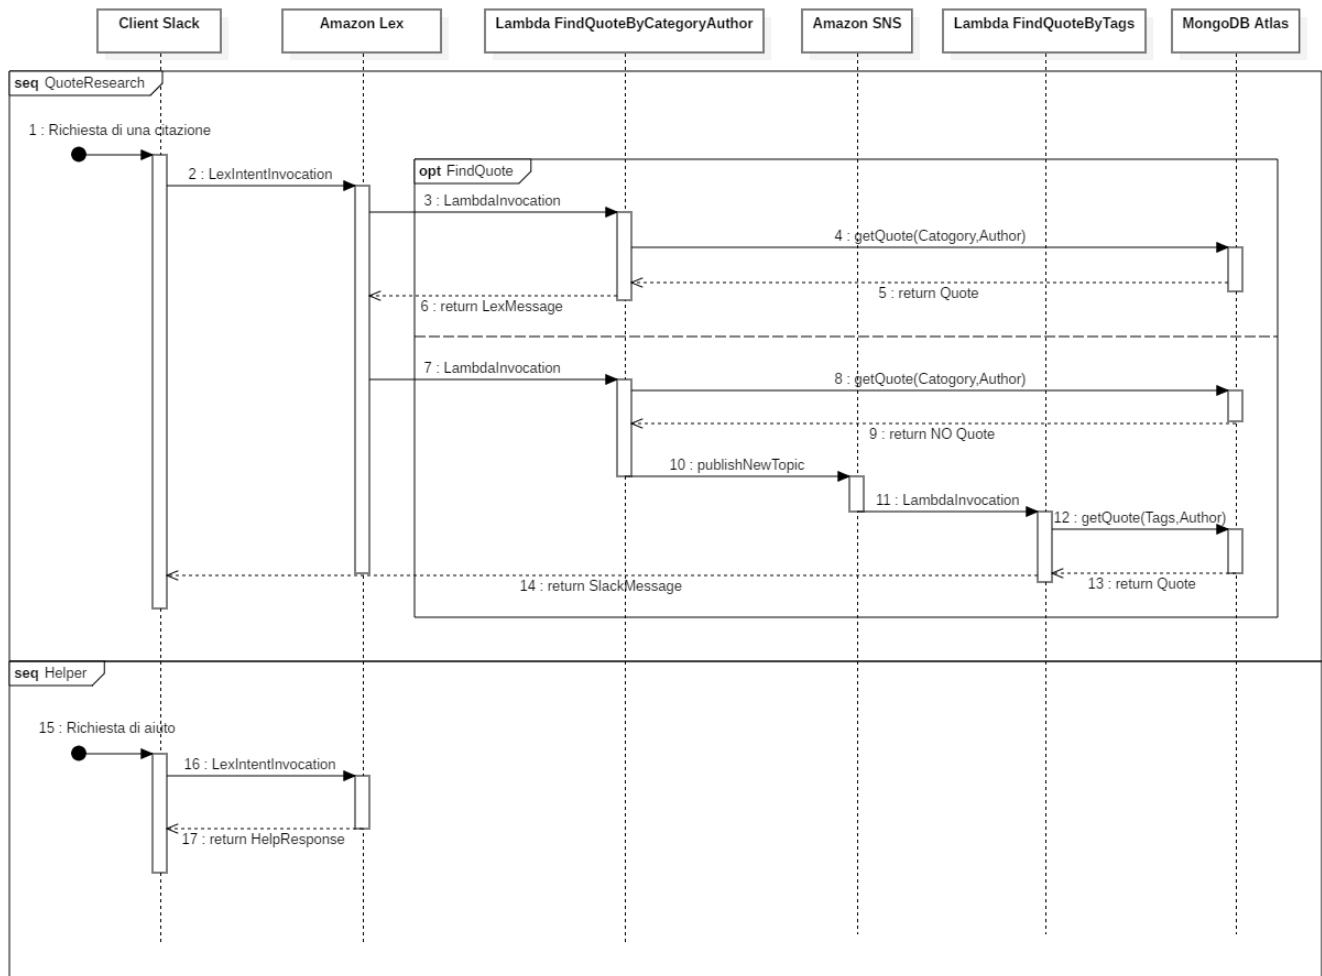 Client Slack
Amazon Lex
Lambda FindQuoteByCategoryAuthor
Amazon SNS
Lambda FindQuoteByTags
MongoDB Atlas
seq QuoteResearch
1 : Richiesta di una citazione
opt FindQuote
2 : LexIntentInvocation
3 : LambdaInvocation
4 : getQuote(Catogory,Author)
5 : return Quote
6 : return LexMessage
7 : LambdaInvocation
8 : getQuote(Catogory,Author)
9 : return NO Quote
10 : publishNewTopic
11 : LambdaInvocation
12 : getQuote(Tags,Author)
13 : return Quote
14 : return SlackMessage
seq Helper
15 : Richiesta di aiuto
16 : LexIntentInvocation
17 : return HelpResponse